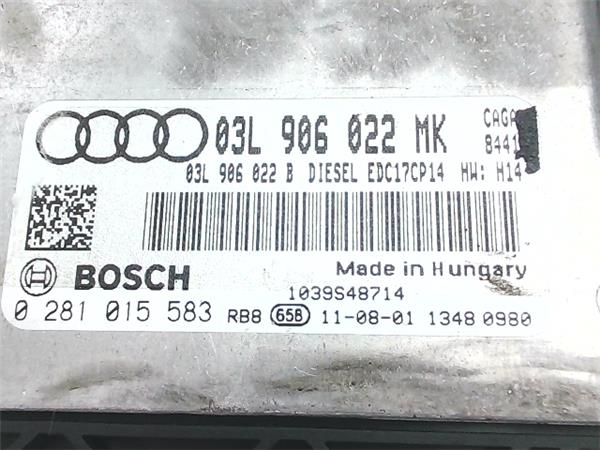 03L 906 022 MK CAGA
8441
03L 906 022 B DIESEL EDC17CP14 HW: H14
BOSCH Made in Hungary
1039S48714
0 281 015 583 RB8 658 11-08-01 1348 0980